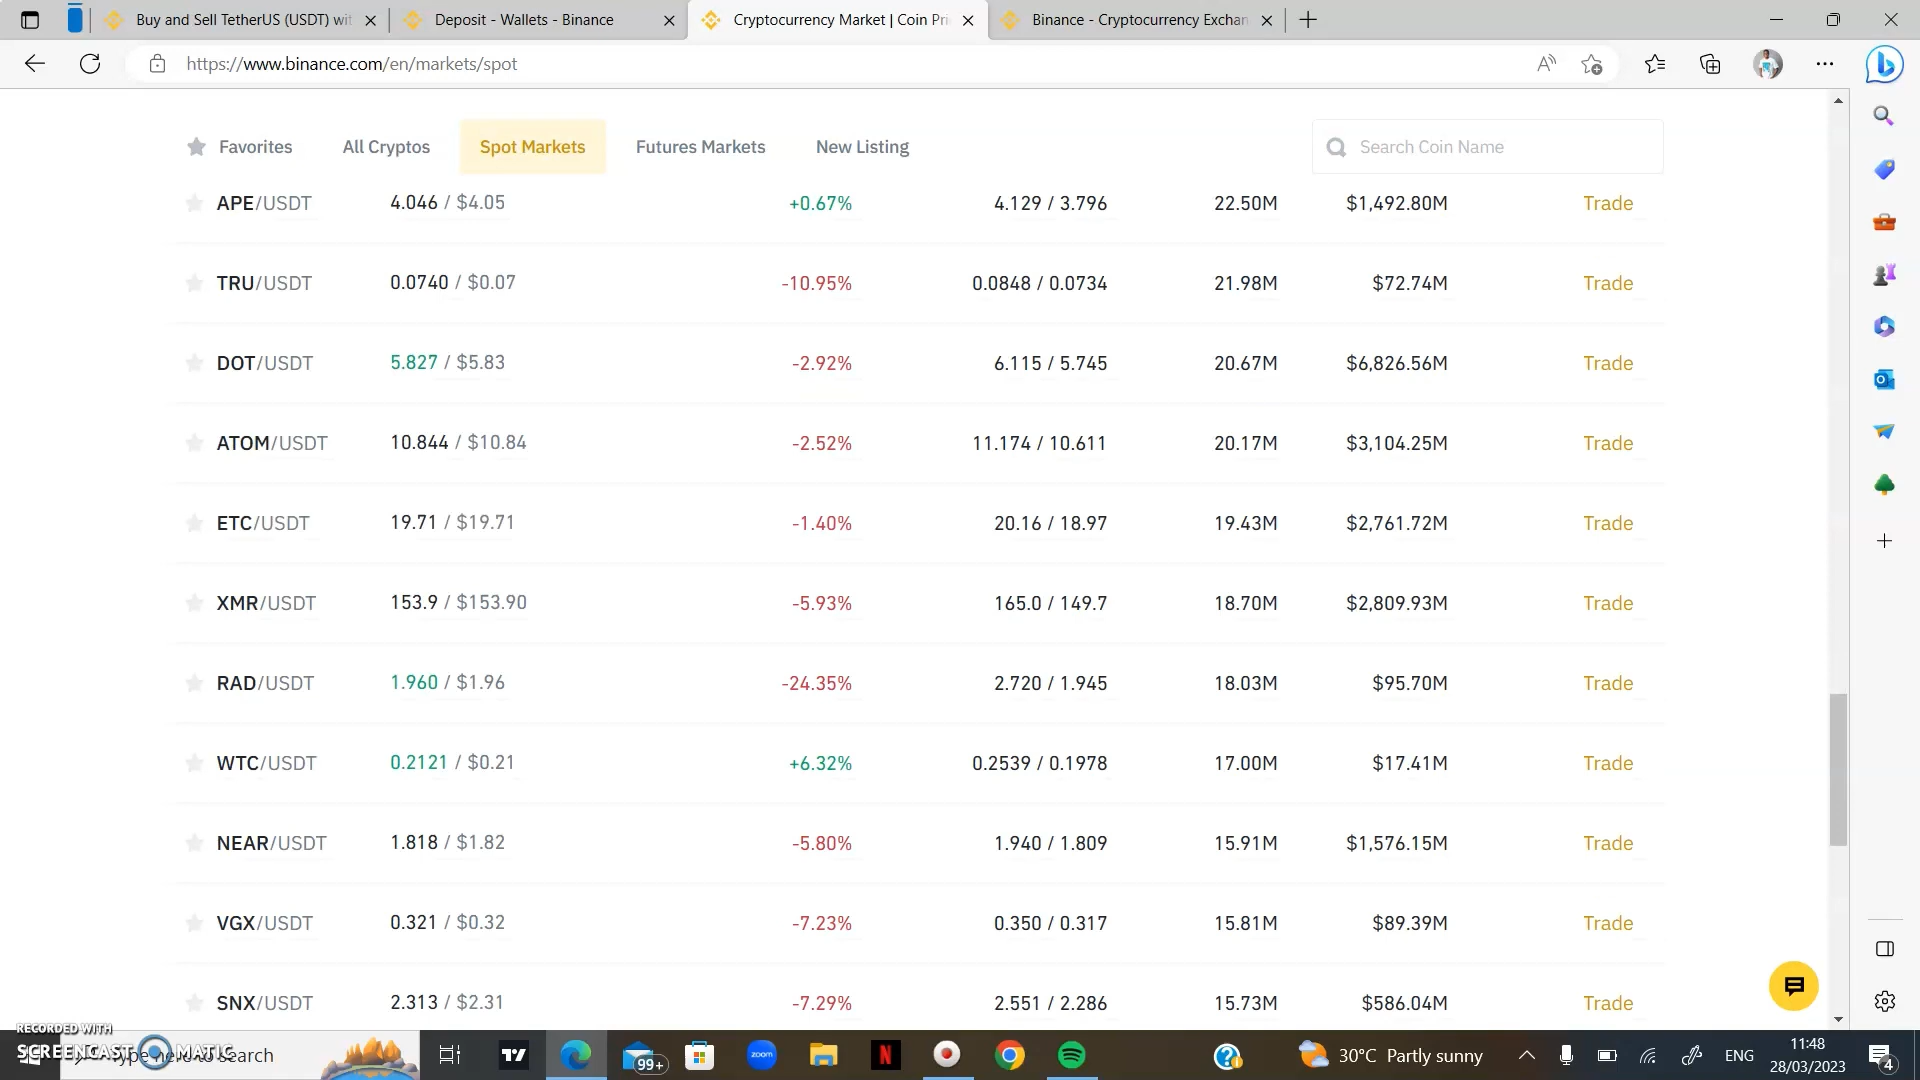 Buy and Sell TetherUS (USDT) wit
Deposit - Wallets - Binance
Cryptocurrency Market | Coin Pri
Binance - Cryptocurrency Exchan
https://www.binance.com/en/markets/spot
Favorites All Cryptos Spot Markets Futures Markets New Listing Search Coin Name
APE/USDT 4.046 / $4.05 +0.67% 4.129 / 3.796 22.50M $1,492.80M Trade
TRU/USDT 0.0740 / $0.07 -10.95% 0.0848 / 0.0734 21.98M $72.74M Trade
DOT/USDT 5.827 / $5.83 -2.92% 6.115 / 5.745 20.67M $6,826.56M Trade
ATOM/USDT 10.844 / $10.84 -2.52% 11.174 / 10.611 20.17M $3,104.25M Trade
ETC/USDT 19.71 / $19.71 -1.40% 20.16 / 18.97 19.43M $2,761.72M Trade
XMR/USDT 153.9 / $153.90 -5.93% 165.0 / 149.7 18.70M $2,809.93M Trade
RAD/USDT 1.960 / $1.96 -24.35% 2.720 / 1.945 18.03M $95.70M Trade
WTC/USDT 0.2121 / $0.21 +6.32% 0.2539 / 0.1978 17.00M $17.41M Trade
NEAR/USDT 1.818 / $1.82 -5.80% 1.940 / 1.809 15.91M $1,576.15M Trade
VGX/USDT 0.321 / $0.32 -7.23% 0.350 / 0.317 15.81M $89.39M Trade
SNX/USDT 2.313 / $2.31 -7.29% 2.551 / 2.286 15.73M $586.04M Trade
RECORDED WITH
SCREENCAST MATIC
Type here to search
zoom
99+
30°C Partly sunny
ENG
11:48
28/03/2023
4